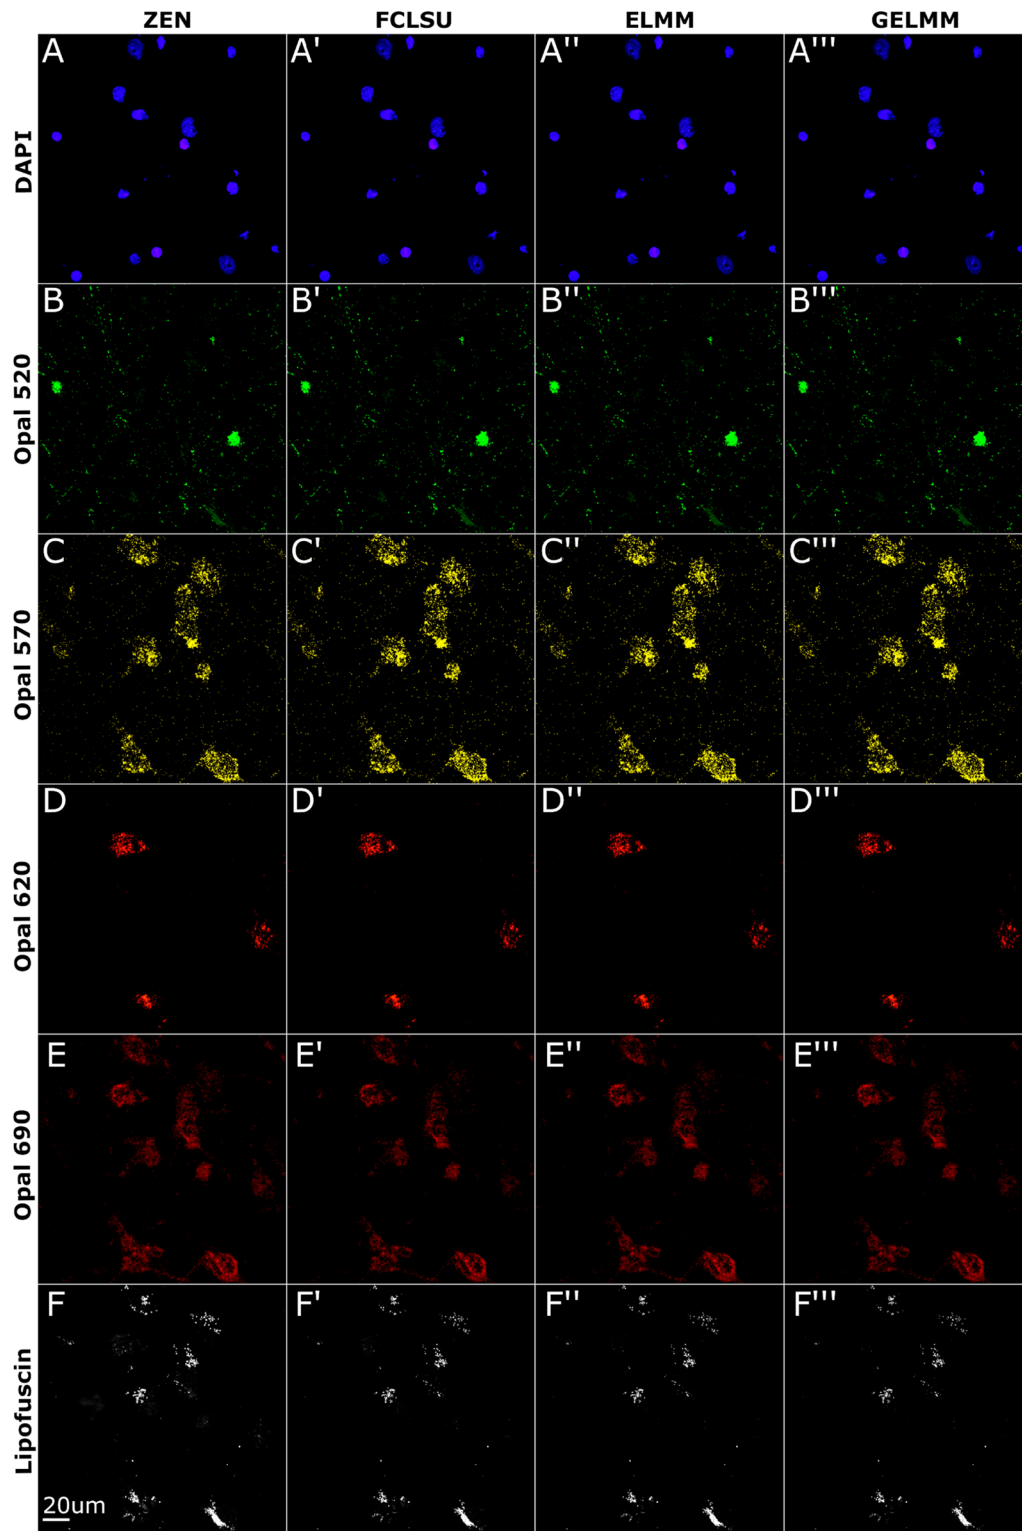 ZEN FCLSU ELMM GELMM
DAPI A A' A'' A'''
Opal 520 B B' B'' B'''
Opal 570 C C' C'' C'''
Opal 620 D D' D'' D'''
Opal 690 E E' E'' E'''
Lipofuscin F F' F'' F'''
20um